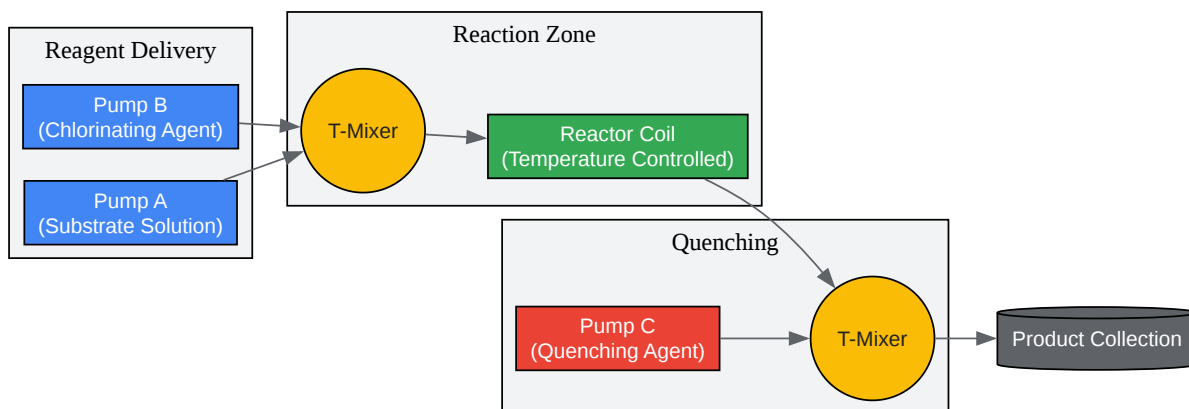 Reagent Delivery
Pump B
(Chlorinating Agent)
Pump A
(Substrate Solution)
Reaction Zone
T-Mixer
Reactor Coil
(Temperature Controlled)
Quenching
Pump C
(Quenching Agent)
T-Mixer
Product Collection